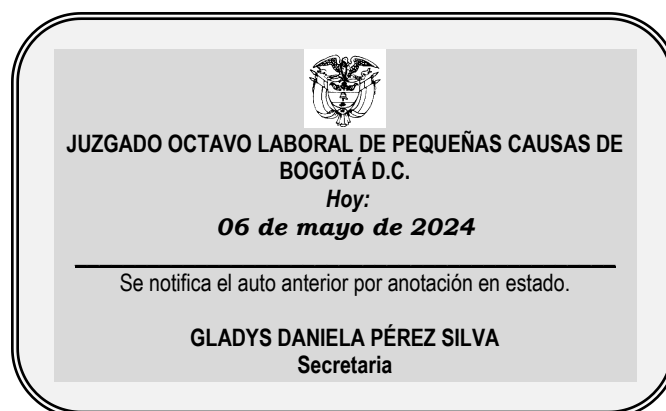 JUZGADO OCTAVO LABORAL DE PEQUEÑAS CAUSAS DE
BOGOTÁ D.C.
Hoy:
06 de mayo de 2024
Se notifica el auto anterior por anotación en estado.
GLADYS DANIELA PÉREZ SILVA
Secretaria